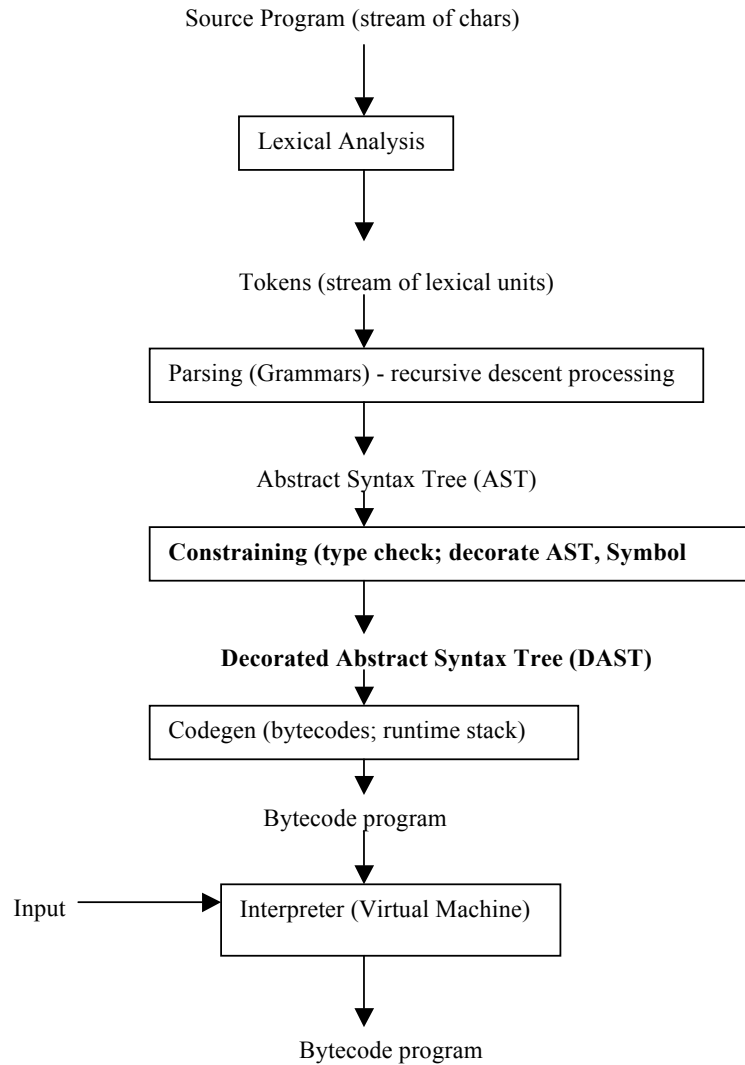 Source Program (stream of chars)
Lexical Analysis
Tokens (stream of lexical units)
Parsing (Grammars) - recursive descent processing
Abstract Syntax Tree (AST)
Constraining (type check; decorate AST, Symbol
Decorated Abstract Syntax Tree (DAST)
Codegen (bytecodes; runtime stack)
Bytecode program
Input
Interpreter (Virtual Machine)
Bytecode program